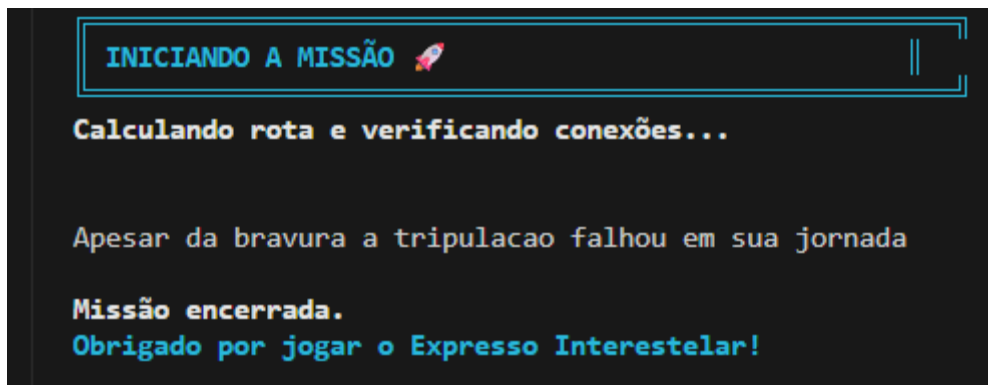 INICIANDO A MISSÃO 🚀
Calculando rota e verificando conexões...
Apesar da bravura a tripulacao falhou em sua jornada
Missão encerrada.
Obrigado por jogar o Expresso Interestelar!